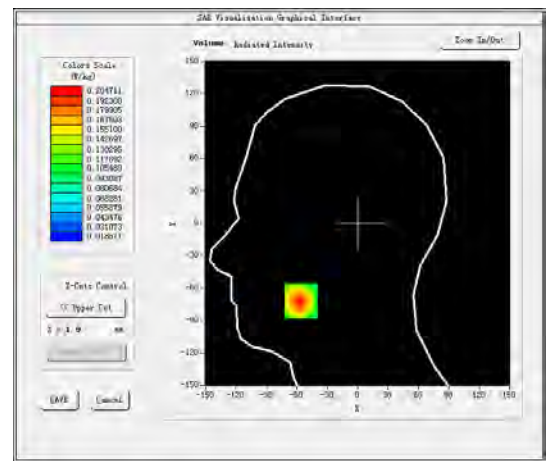 SAR Visualisation Graphical Interface
Volume Radiated Intensity
Zoom In/Out
Colors Scale
(W/kg)
0.204711
0.192308
0.179905
0.167503
0.155100
0.142697
0.130295
0.117892
0.105489
0.093087
0.080684
0.068281
0.055879
0.043476
0.031073
0.018671
150
90
60
30
0
-30
-60
-90
-120
-150
-150 -120 -90 -60 -30 0 30 60 90 120 150
X
Z-Cuts Control
Upper Cut
mm
SAVE
Cancel